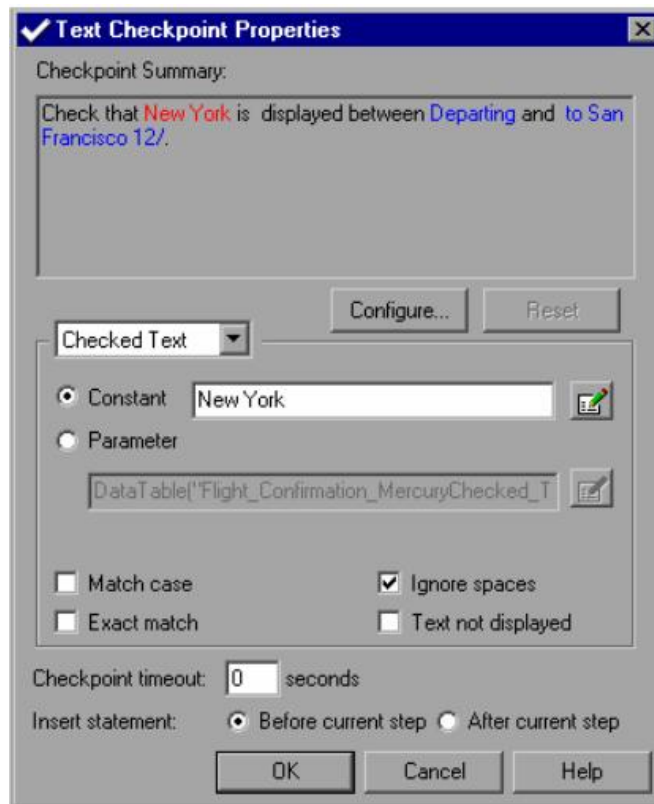 Text Checkpoint Properties
Checkpoint Summary:
Check that New York is displayed between Departing and to San
Francisco 12/.
Configure... Reset
Checked Text
Constant New York
Parameter
DataTable("Flight_Confirmation_MercuryChecked_T
Match case Ignore spaces
Exact match Text not displayed
Checkpoint timeout: 0 seconds
Insert statement: Before current step After current step
OK Cancel Help